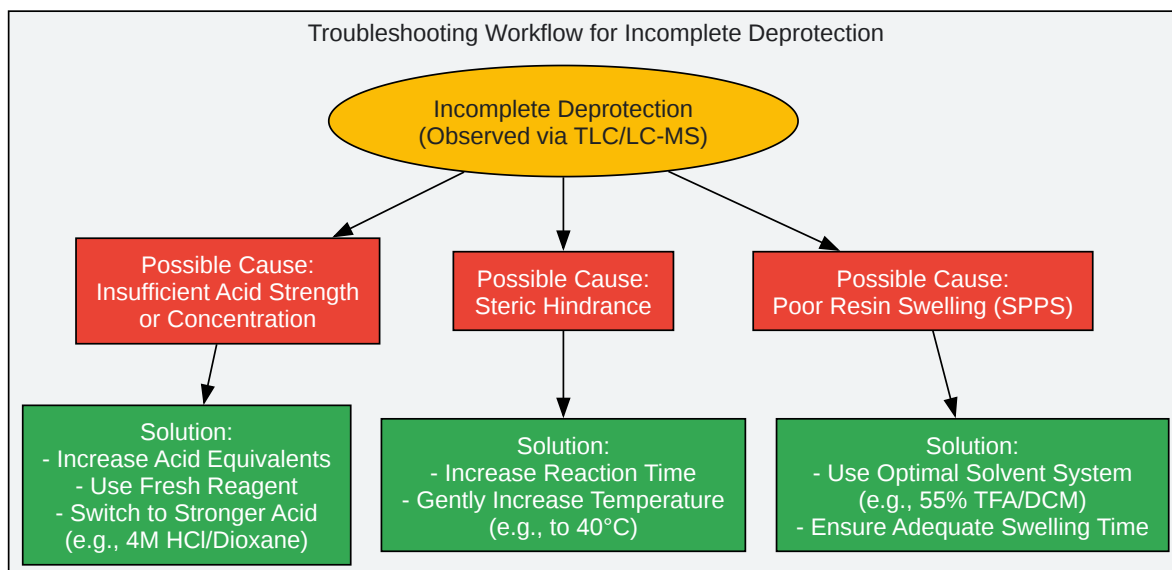 Troubleshooting Workflow for Incomplete Deprotection
Incomplete Deprotection
(Observed via TLC/LC-MS)
Possible Cause:
Insufficient Acid Strength
or Concentration
Possible Cause:
Steric Hindrance
Possible Cause:
Poor Resin Swelling (SPPS)
Solution:
- Increase Acid Equivalents
- Use Fresh Reagent
- Switch to Stronger Acid
(e.g., 4M HCl/Dioxane)
Solution:
- Increase Reaction Time
- Gently Increase Temperature
(e.g., to 40°C)
Solution:
- Use Optimal Solvent System
(e.g., 55% TFA/DCM)
- Ensure Adequate Swelling Time